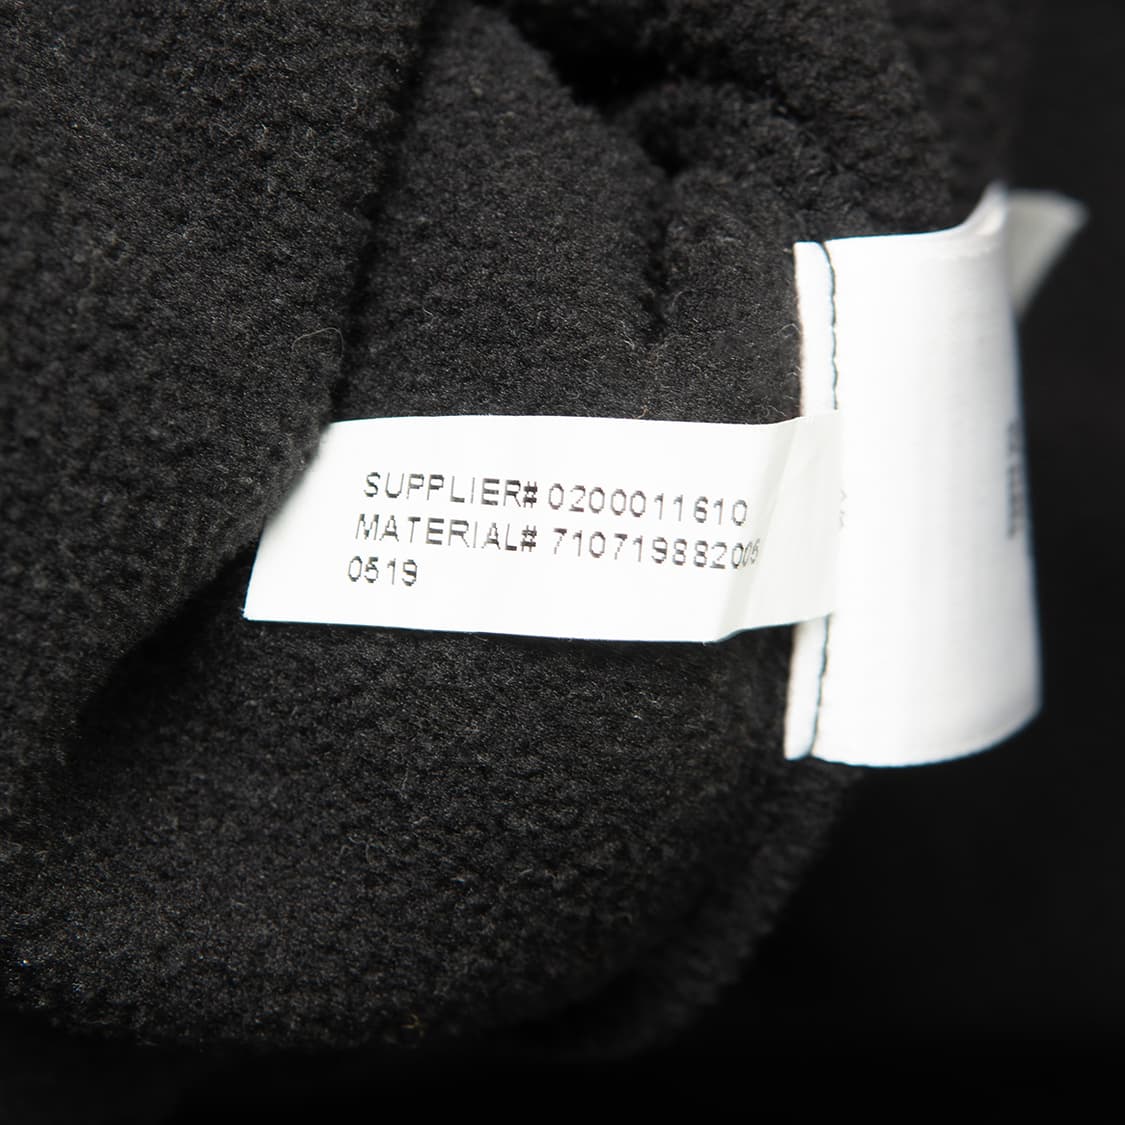 SUPPLIER# 0200011610
MATERIAL# 710719882005
0519